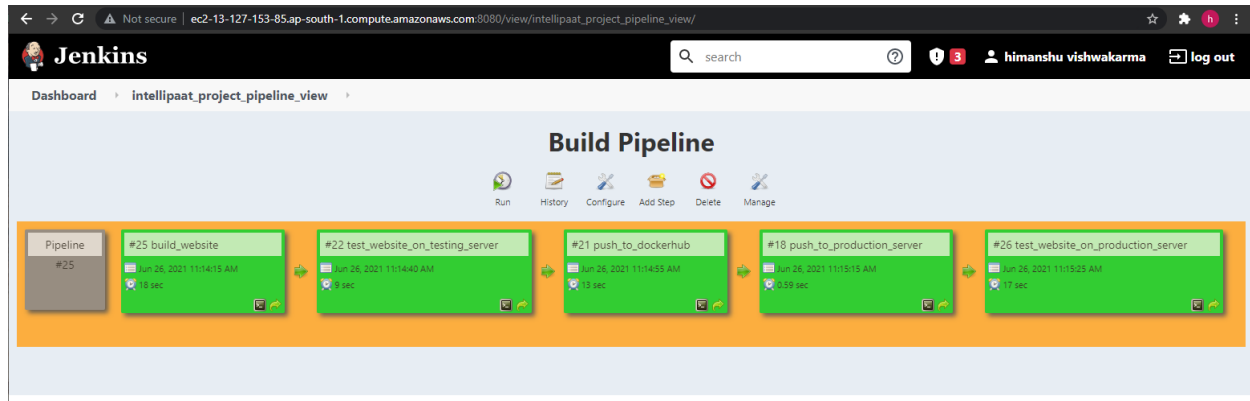 Not secure | ec2-13-127-153-85.ap-south-1.compute.amazonaws.com:8080/view/intellipaat_project_pipeline_view/
h
Jenkins
search
3
himanshu vishwakarma
log out
Dashboard
intellipaat_project_pipeline_view
Build Pipeline
Run
History
Configure
Add Step
Delete
Manage
Pipeline
#25
#25 build_website
Jun 26, 2021 11:14:15 AM
18 sec
#22 test_website_on_testing_server
Jun 26, 2021 11:14:40 AM
9 sec
#21 push_to_dockerhub
Jun 26, 2021 11:14:55 AM
13 sec
#18 push_to_production_server
Jun 26, 2021 11:15:15 AM
0.59 sec
#26 test_website_on_production_server
Jun 26, 2021 11:15:25 AM
17 sec